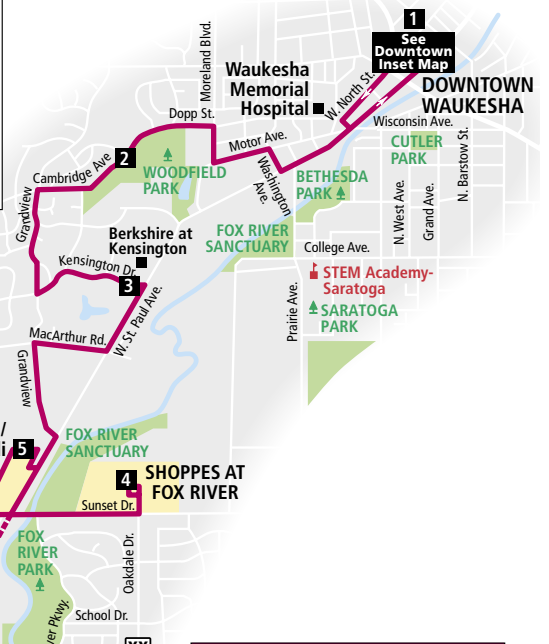 1
See
Downtown
Inset Map
Moreland Blvd.
Waukesha
Memorial
Hospital
W. North St.
DOWNTOWN
WAUKESHA
Dopp St.
Wisconsin Ave.
Motor Ave.
CUTLER
PARK
2
Cambridge Ave
WOODFIELD
PARK
Washington
Ave.
BETHESDA
PARK
N. West Ave.
Grand Ave.
N. Barstow St.
Grandview
Berkshire at
Kensington
FOX RIVER
SANCTUARY
College Ave.
Kensington Dr.
3
STEM Academy-
Saratoga
Prairie Ave.
SARATOGA
PARK
W. St. Paul Ave.
MacArthur Rd.
Grandview
/
i
5
FOX RIVER
SANCTUARY
4
SHOPPES AT
FOX RIVER
Sunset Dr.
FOX
RIVER
PARK
Oakdale Dr.
School Dr.
er Pkwy.
XX